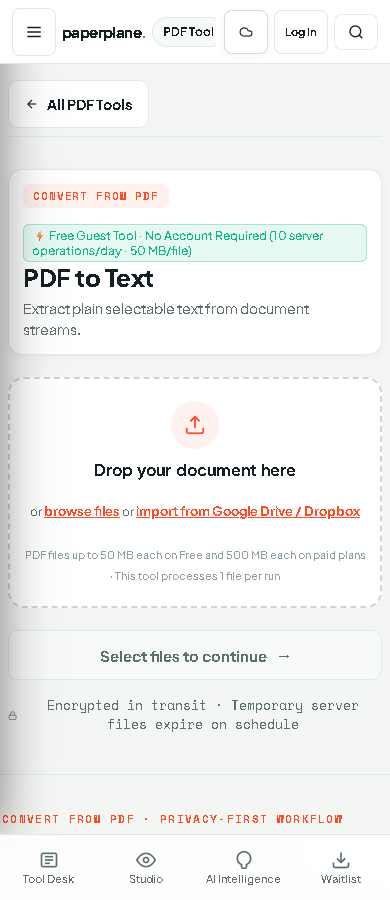 paperplane.
PDF Tool
Log In
← All PDF Tools
CONVERT FROM PDF
Free Guest Tool · No Account Required (10 server
operations/day · 50 MB/file)
PDF to Text
Extract plain selectable text from document
streams.
Drop your document here
or browse files or import from Google Drive / Dropbox
PDF files up to 50 MB each on Free and 500 MB each on paid plans
· This tool processes 1 file per run
Select files to continue →
Encrypted in transit · Temporary server
files expire on schedule
CONVERT FROM PDF · PRIVACY-FIRST WORKFLOW
Tool Desk
Studio
AI Intelligence
Waitlist